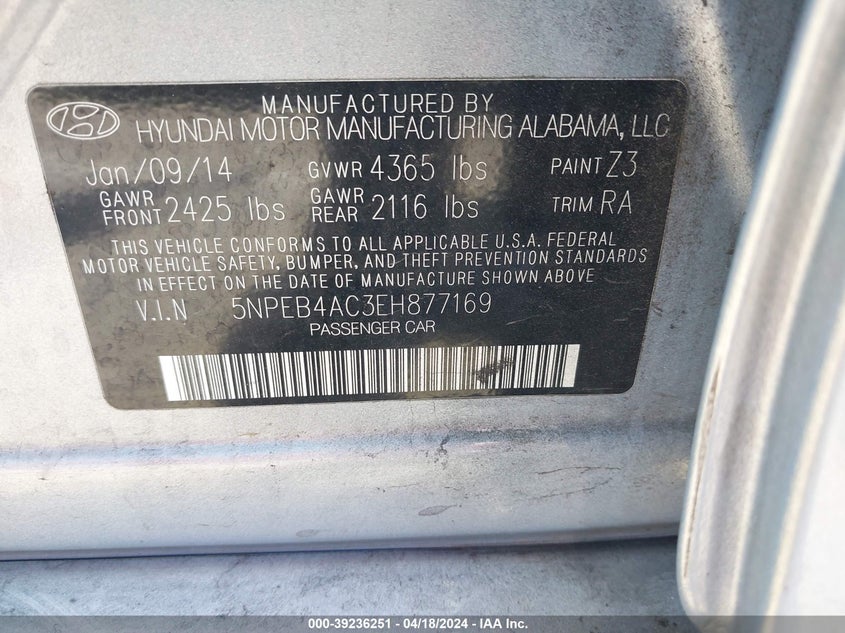 MANUFACTURED BY
HYUNDAI MOTOR MANUFACTURING ALABAMA, LLC
Jan/09/14 GVWR 4365 lbs PAINT Z3
GAWR FRONT 2425 lbs GAWR REAR 2116 lbs TRIM RA
THIS VEHICLE CONFORMS TO ALL APPLICABLE U.S.A. FEDERAL
MOTOR VEHICLE SAFETY, BUMPER, AND THEFT PREVENTION STANDARDS
IN EFFECT ON THE DATE OF MANUFACTURE SHOWN ABOVE
V.I.N 5NPEB4AC3EH877169
PASSENGER CAR
000-39236251 - 04/18/2024 - IAA Inc.